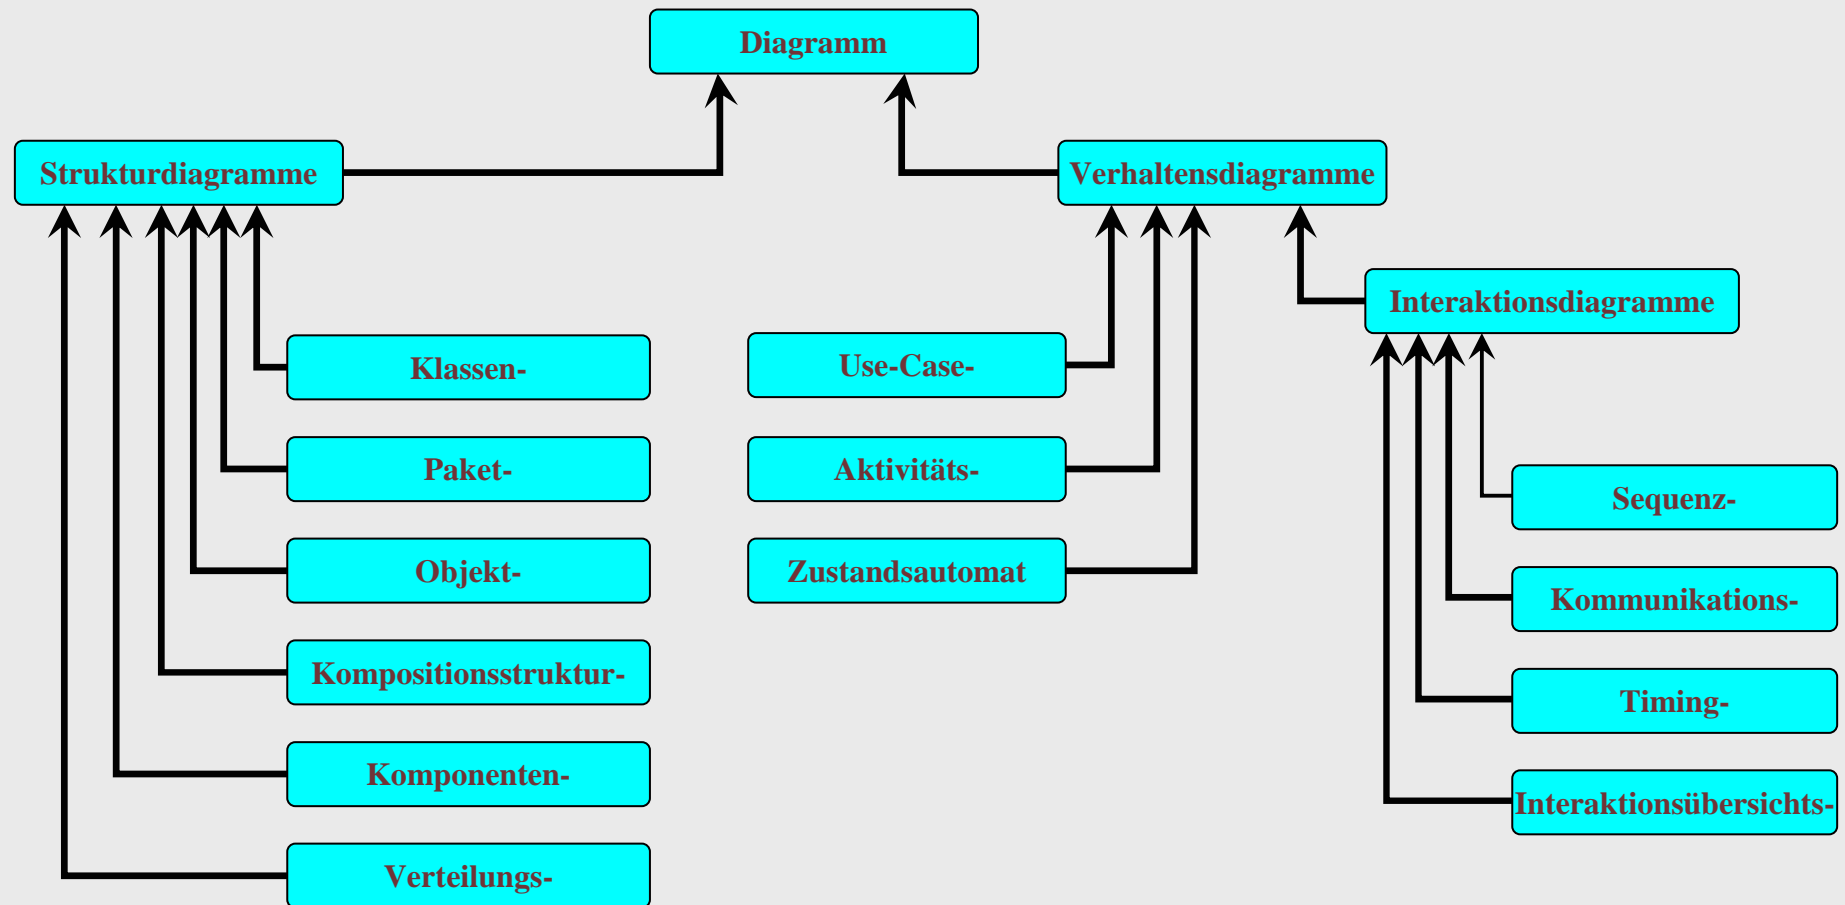 Diagramm
Strukturdiagramme
Verhaltensdiagramme
Interaktionsdiagramme
Klassen-
Paket-
Objekt-
Kompositionsstruktur-
Komponenten-
Verteilungs-
Use-Case-
Aktivitäts-
Zustandsautomat
Sequenz-
Kommunikations-
Timing-
Interaktionsübersichts-